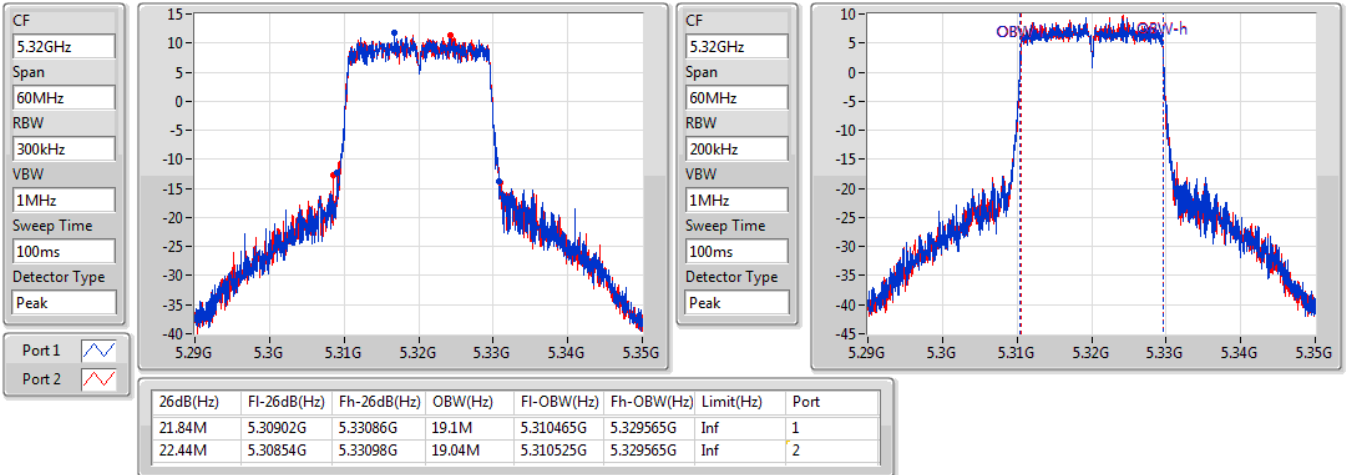 CF
5.32GHz
Span
60MHz
RBW
300kHz
VBW
1MHz
Sweep Time
100ms
Detector Type
Peak
15
10
5
0
-5
-10
-15
-20
-25
-30
-35
-40
5.29G 5.3G 5.31G 5.32G 5.33G 5.34G 5.35G
CF
5.32GHz
Span
60MHz
RBW
200kHz
VBW
1MHz
Sweep Time
100ms
Detector Type
Peak
10
5
0
-5
-10
-15
-20
-25
-30
-35
-40
-45
5.29G 5.3G 5.31G 5.32G 5.33G 5.34G 5.35G
Port 1
Port 2
26dB(Hz) Fl-26dB(Hz) Fh-26dB(Hz) OBW(Hz) Fl-OBW(Hz) Fh-OBW(Hz) Limit(Hz) Port
21.84M 5.30902G 5.33086G 19.1M 5.310465G 5.329565G Inf 1
22.44M 5.30854G 5.33098G 19.04M 5.310525G 5.329565G Inf 2